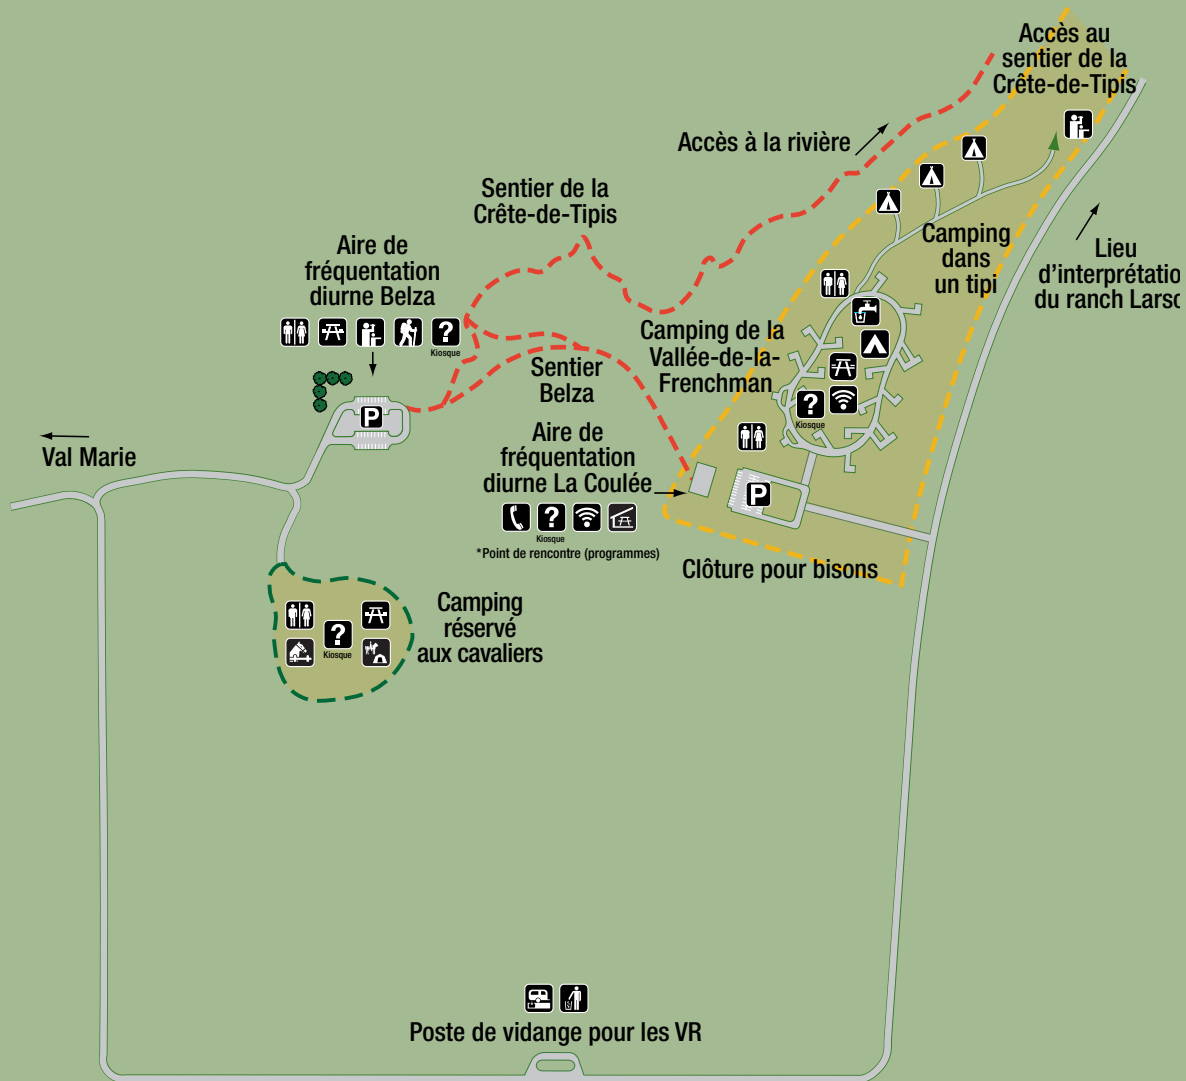 Accès au
sentier de la
Crête-de-Tipis
Accès à la rivière
Sentier de la
Crête-de-Tipis
Aire de
fréquentation
diurne Belza
?
Kiosque
P
Camping
dans
un tipi
Lieu
d'interprétatio
du ranch Larso
Camping de la
Vallée-de-la-
Frenchman
?
Kiosque
Sentier
Belza
Val Marie
Aire de
fréquentation
diurne La Coulée
?
Kiosque
*Point de rencontre (programmes)
P
Clôture pour bisons
Camping
réservé
aux cavaliers
?
Kiosque
Poste de vidange pour les VR